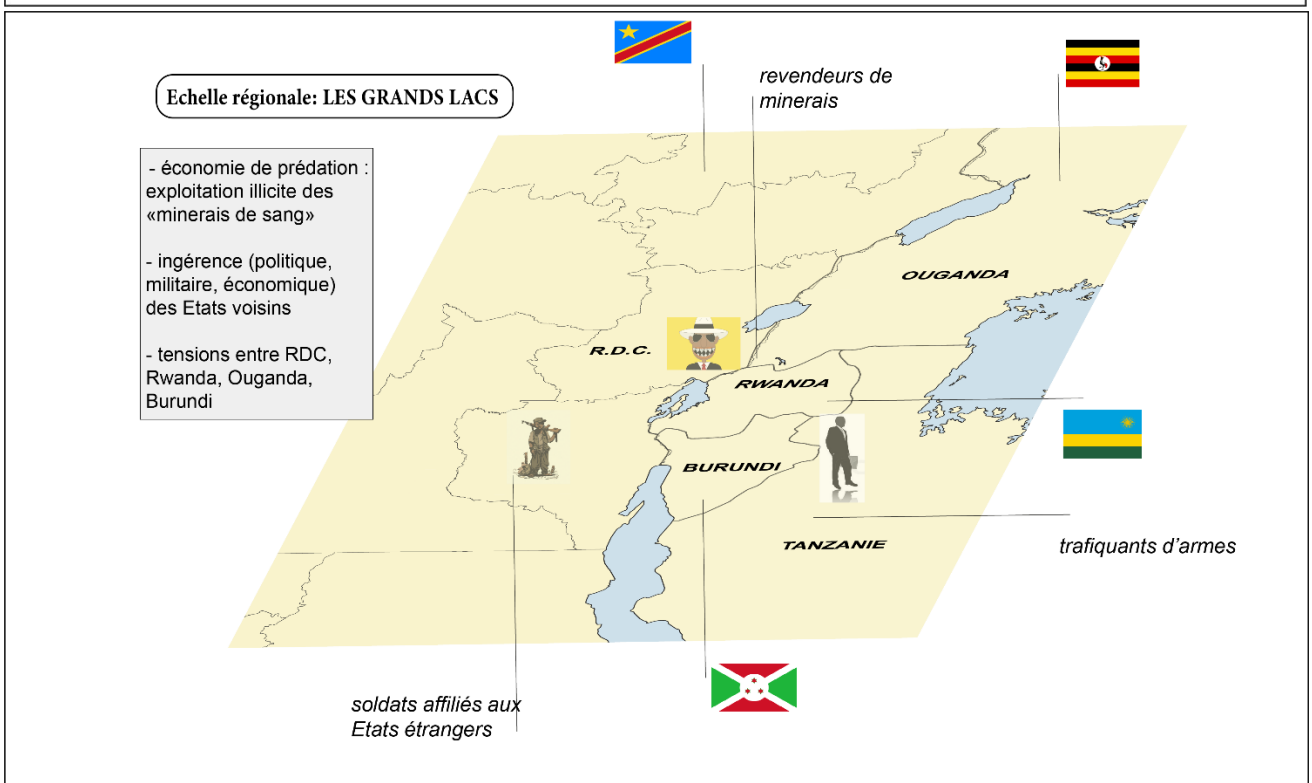 revendeurs de
minerais
Echelle régionale: LES GRANDS LACS
- économie de prédation :
exploitation illicite des
«minerais de sang»
- ingérence (politique,
militaire, économique)
des Etats voisins
- tensions entre RDC,
Rwanda, Ouganda,
Burundi
OUGANDA
R.D.C.
RWANDA
BURUNDI
TANZANIE
trafiquants d’armes
soldats affiliés aux
Etats étrangers